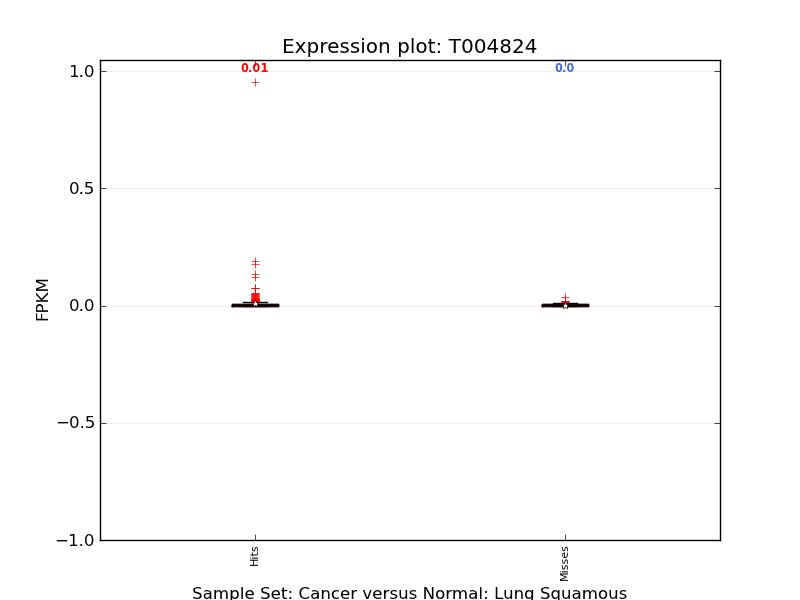 Expression plot: T004824
1.0
0.01
0.0
0.5
0.0
FPKM
−0.5
−1.0
Hits
Misses
Sample Set: Cancer versus Normal: Lung Squamous